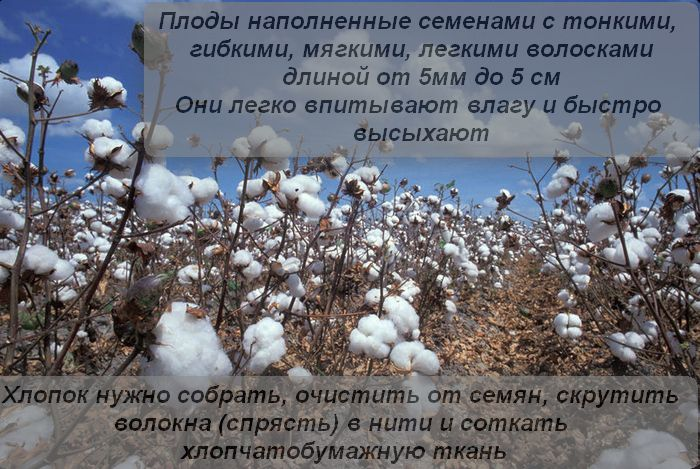 Плоды наполненные семенами с тонкими,
гибкими, мягкими, легкими волосками
длиной от 5мм до 5 см
Они легко впитывают влагу и быстро
высыхают
Хлопок нужно собрать, очистить от семян, скрутить
волокна (спрясть) в нити и соткать
хлопчатобумажную ткань